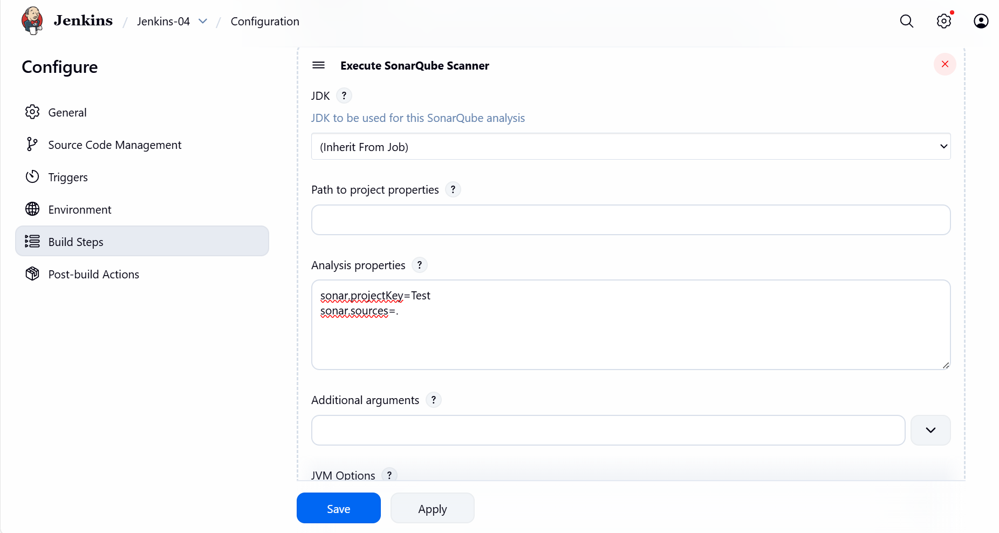 Jenkins / Jenkins-04 / Configuration
Configure
General
Source Code Management
Triggers
Environment
Build Steps
Post-build Actions
Execute SonarQube Scanner
JDK ?
JDK to be used for this SonarQube analysis
(Inherit From Job)
Path to project properties ?
Analysis properties ?
sonar.projectKey=Test
sonar.sources=.
Additional arguments ?
JVM Options ?
Save
Apply